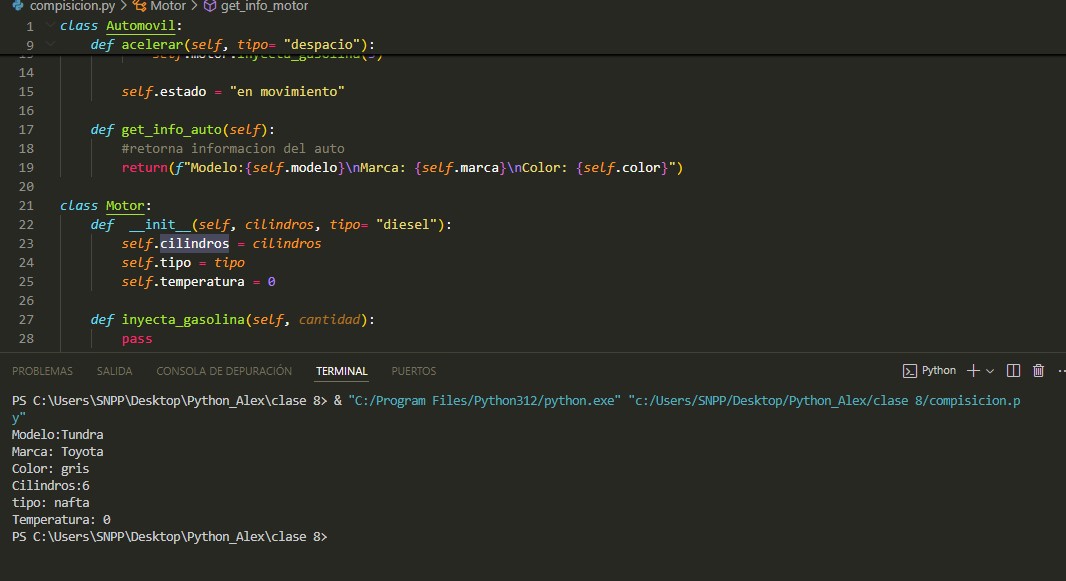 compisicion.py > Motor > get_info_motor
1 class Automovil:
9 def acelerar(self, tipo= "despacio"):
14
15 self.estado = "en movimiento"
16
17 def get_info_auto(self):
18 #retorna informacion del auto
19 return(f"Modelo:{self.modelo}\nMarca: {self.marca}\nColor: {self.color}")
20
21 class Motor:
22 def __init__(self, cilindros, tipo= "diesel"):
23 self.cilindros = cilindros
24 self.tipo = tipo
25 self.temperatura = 0
26
27 def inyecta_gasolina(self, cantidad):
28 pass
PROBLEMAS SALIDA CONSOLA DE DEPURACIÓN TERMINAL PUERTOS Python
PS C:\Users\SNPP\Desktop\Python_Alex\clase 8> & "C:/Program Files/Python312/python.exe" "c:/Users/SNPP/Desktop/Python_Alex/clase 8/compisicion.p
y"
Modelo:Tundra
Marca: Toyota
Color: gris
Cilindros:6
tipo: nafta
Temperatura: 0
PS C:\Users\SNPP\Desktop\Python_Alex\clase 8>